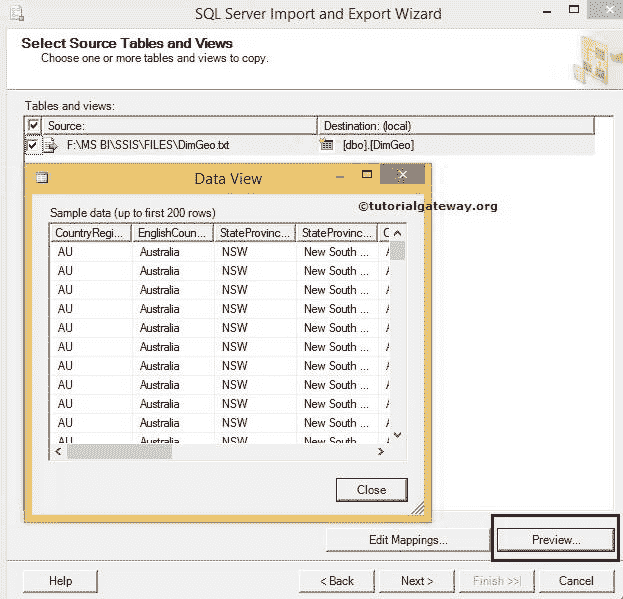 SQL Server Import and Export Wizard
Select Source Tables and Views
Choose one or more tables and views to copy.
Tables and views:
Source: Destination: (local)
F:\MS BI\SSIS\FILES\DimGeo.txt [dbo].[DimGeo]
Data View
©tutorialgateway.org
Sample data (up to first 200 rows)
CountryRegi... EnglishCoun... StateProvinc... StateProvinc... C
AU Australia NSW New South ... A
AU Australia NSW New South ... A
AU Australia NSW New South ... A
AU Australia NSW New South ... A
AU Australia NSW New South ... A
AU Australia NSW New South ... A
AU Australia NSW New South ... A
AU Australia NSW New South ... A
AU Australia NSW New South ... A
AU Australia NSW New South ... A
AU Australia NSW New South ... A
Close
Edit Mappings... Preview...
Help < Back Next > Finish >>| Cancel